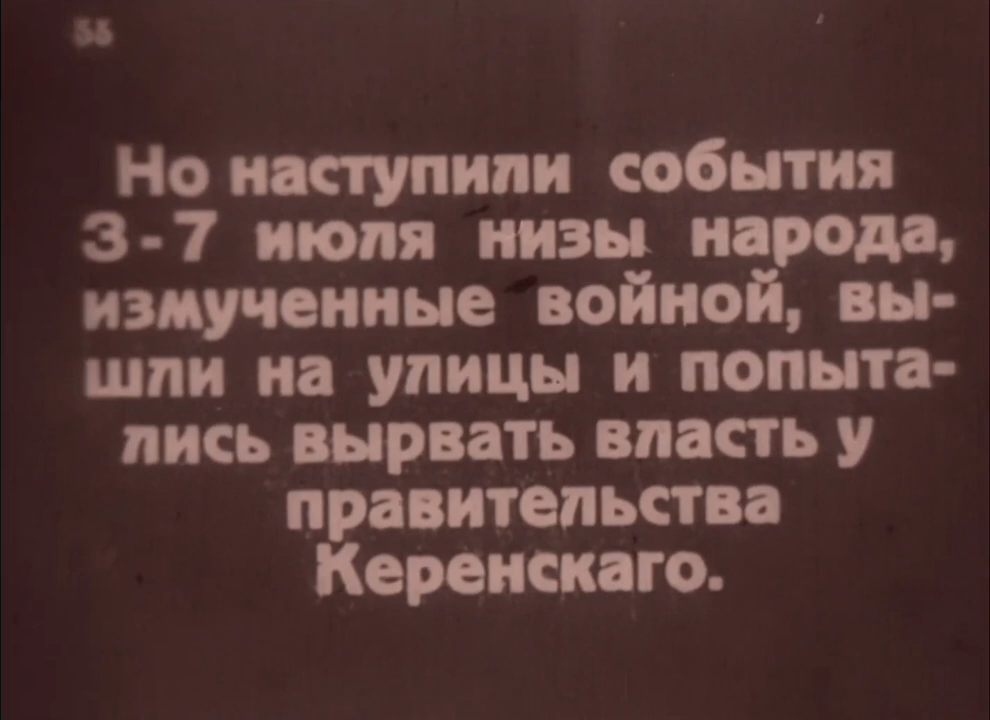 55
Но наступили события
3-7 июля низы народа,
измученные войной, вы-
шли на улицы и попыта-
лись вырвать власть у
правительства
Керенскаго.